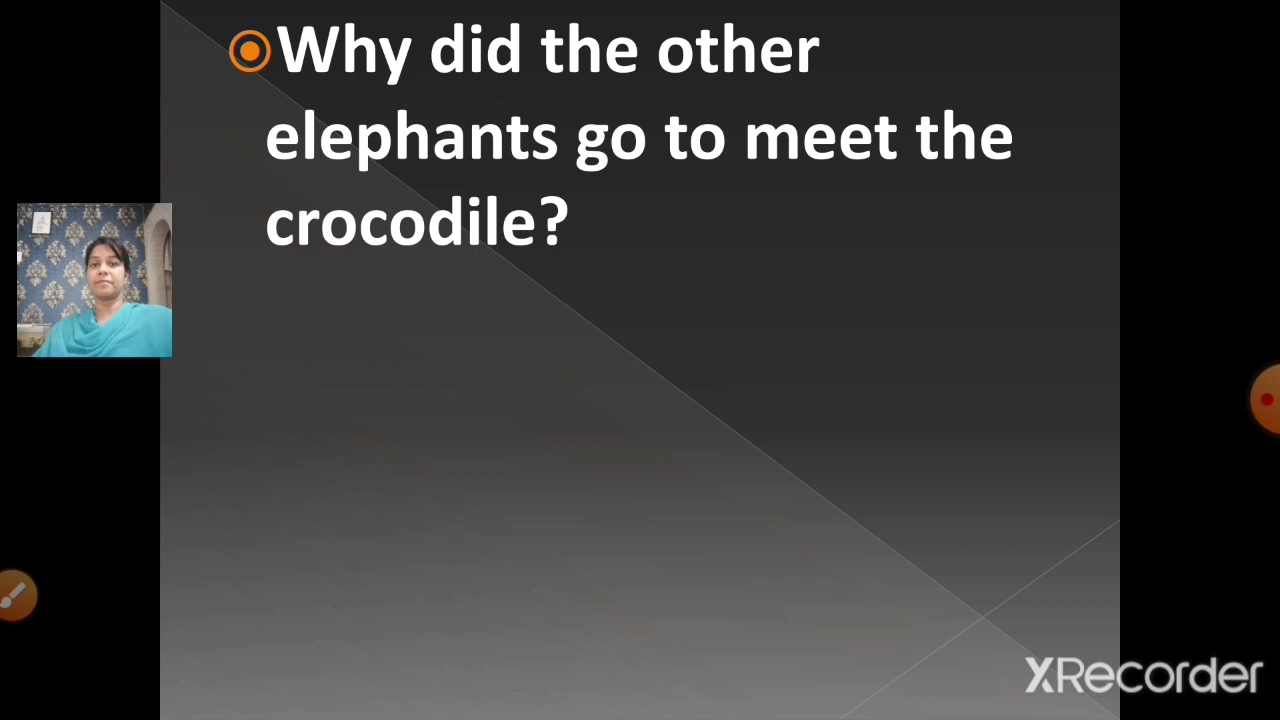 Why did the other
elephants go to meet the
crocodile?
XRecorder